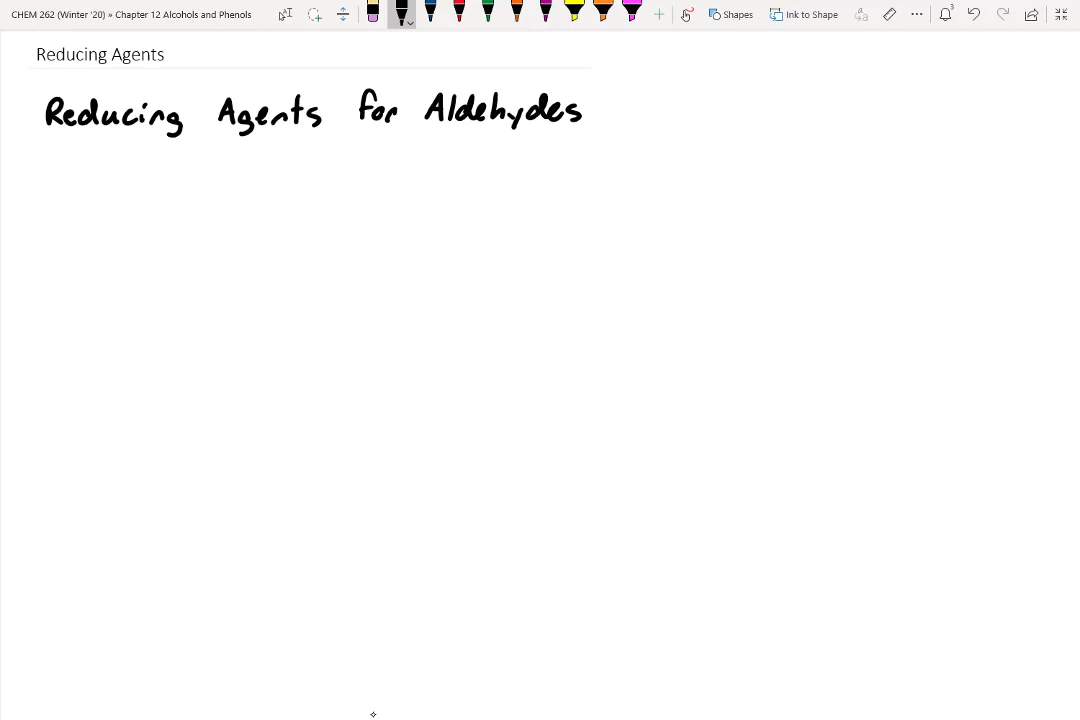 CHEM 262 (Winter '20) » Chapter 12 Alcohols and Phenols
Shapes
Ink to Shape
3
Reducing Agents
Reducing Agents for Aldehydes